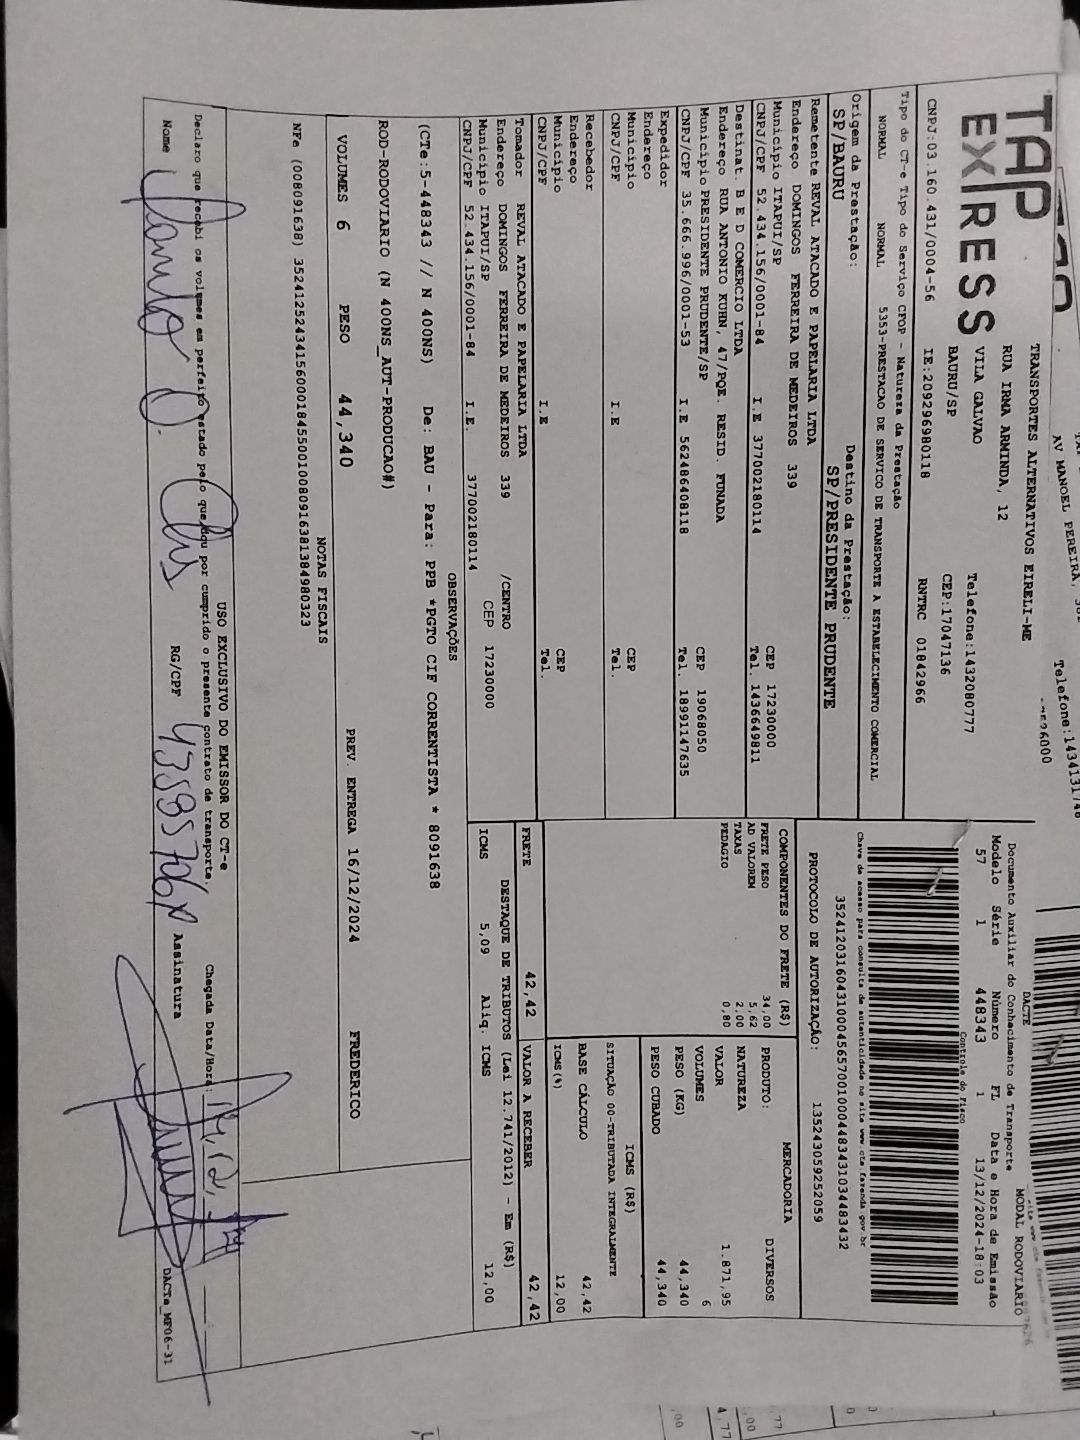 TAP
EXPRESS
TRANSPORTES ALTERNATIVOS EIRELI-ME
RUA IRMA ARMINDA, 12
VILA GALVAO Telefone:1432080777
BAURU/SP CEP:17047136
CNPJ:03.160.431/0004-56 IE:209296980118 RNTRC 01842966
DACTE MODAL RODOVIARIO
Documento Auxiliar do Conhecimento de Transporte
Modelo Série Número FL Data e Hora de Emissão
57 1 448343 1 13/12/2024-18:03
Controle do Fisco
Tipo do CT-e Tipo do Serviço CFOP - Natureza da Prestação
NORMAL NORMAL 5353-PRESTACAO DE SERVICO DE TRANSPORTE A ESTABELECIMENTO COMERCIAL
Chave de acesso para consulta de autenticidade no site www.cte.fazenda.gov.br
35241203160431000456570010004483431034483432
PROTOCOLO DE AUTORIZAÇÃO: 135243059252059
Origem da Prestação: Destino da Prestação:
SP/BAURU SP/PRESIDENTE PRUDENTE
Remetente REVAL ATACADO E PAPELARIA LTDA
Endereço DOMINGOS FERREIRA DE MEDEIROS 339
Município ITAPUI/SP CEP 17230000
CNPJ/CPF 52.434.156/0001-84 I.E 377002180114 Tel. 1436649811
Destinat. B E D COMERCIO LTDA
Endereço RUA ANTONIO KUHN, 47/PQE. RESID. FUNADA
Município PRESIDENTE PRUDENTE/SP CEP 19068050
CNPJ/CPF 35.666.996/0001-53 I.E 562486408118 Tel. 18991147635
Expedidor
Endereço
Município CEP
CNPJ/CPF I.E Tel.
Recebedor
Endereço
Município CEP
CNPJ/CPF I.E Tel.
Tomador REVAL ATACADO E PAPELARIA LTDA
Endereço DOMINGOS FERREIRA DE MEDEIROS 339 /CENTRO
Município ITAPUI/SP CEP 17230000
CNPJ/CPF 52.434.156/0001-84 I.E. 377002180114
COMPONENTES DO FRETE (R$)
FRETE PESO 34,00
AD VALOREM 5,62
TAXAS 2,00
PEDAGIO 0,80
MERCADORIA
PRODUTO: DIVERSOS
NATUREZA
VALOR 1.871,95
VOLUMES 6
PESO (KG) 44,340
PESO CUBADO 44,340
ICMS (R$)
SITUAÇÃO 00-TRIBUTADA INTEGRALMENTE
BASE CÁLCULO 42,42
ICMS (%) 12,00
FRETE 42,42 VALOR A RECEBER 42,42
DESTAQUE DE TRIBUTOS (Lei 12.741/2012) - Em (R$)
ICMS 5,09 Aliq. ICMS 12,00
OBSERVAÇÕES
(CTe:5-448343 // N 400NS) De: BAU - Para: PPB *PGTO CIF CORRENTISTA * 8091638
ROD-RODOVIARIO (N 400NS_AUT-PRODUCAO#)
VOLUMES 6 PESO 44,340 PREV. ENTREGA 16/12/2024 FREDERICO
NOTAS FISCAIS
NFe (008091638) 35241252434156000184550010080916381384980323
USO EXCLUSIVO DO EMISSOR DO CT-e
Declaro que recebi os volumes em perfeito estado pelo que dou por cumprido o presente contrato de transporte. Chegada Data/Hora:
Nome RG/CPF Assinatura
DACTe_MF06-31
AV MANOEL PEREIRA,